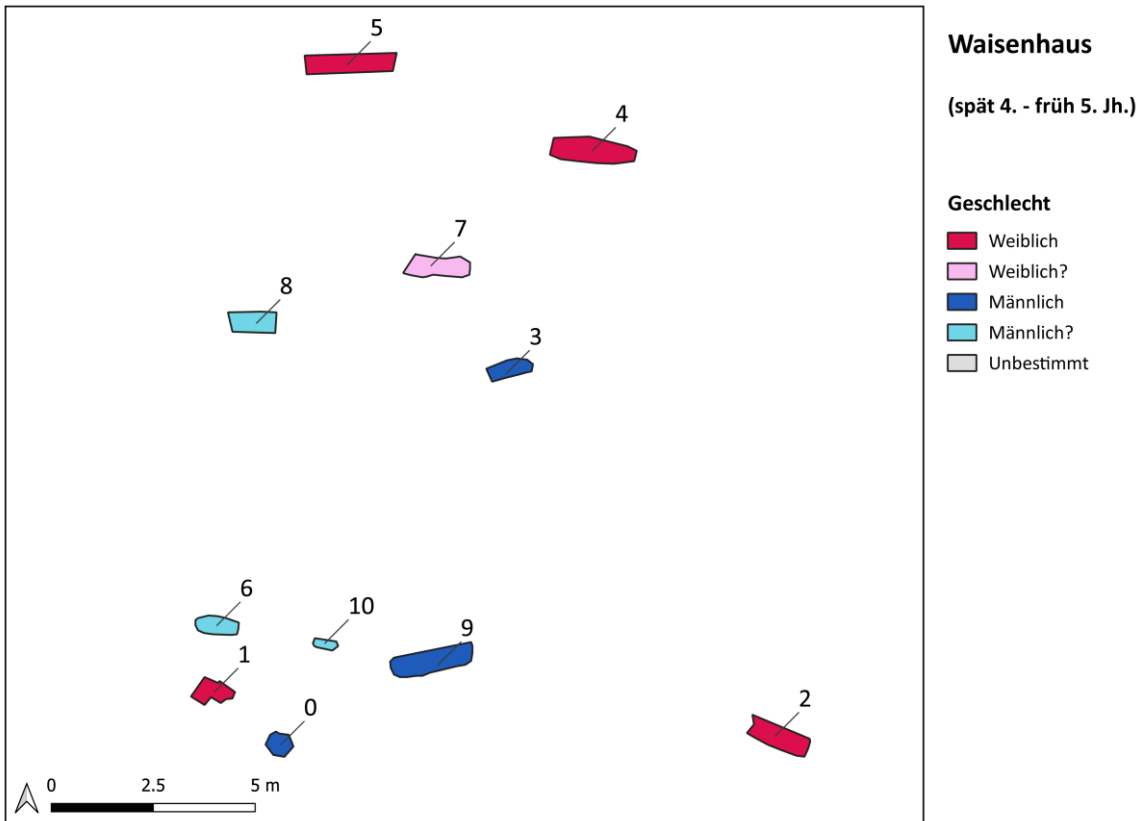 Waisenhaus
(spät 4. - früh 5. Jh.)
Geschlecht
Weiblich
Weiblich?
Männlich
Männlich?
Unbestimmt
5
4
7
8
3
6
10
9
1
0
2
0 2.5 5 m